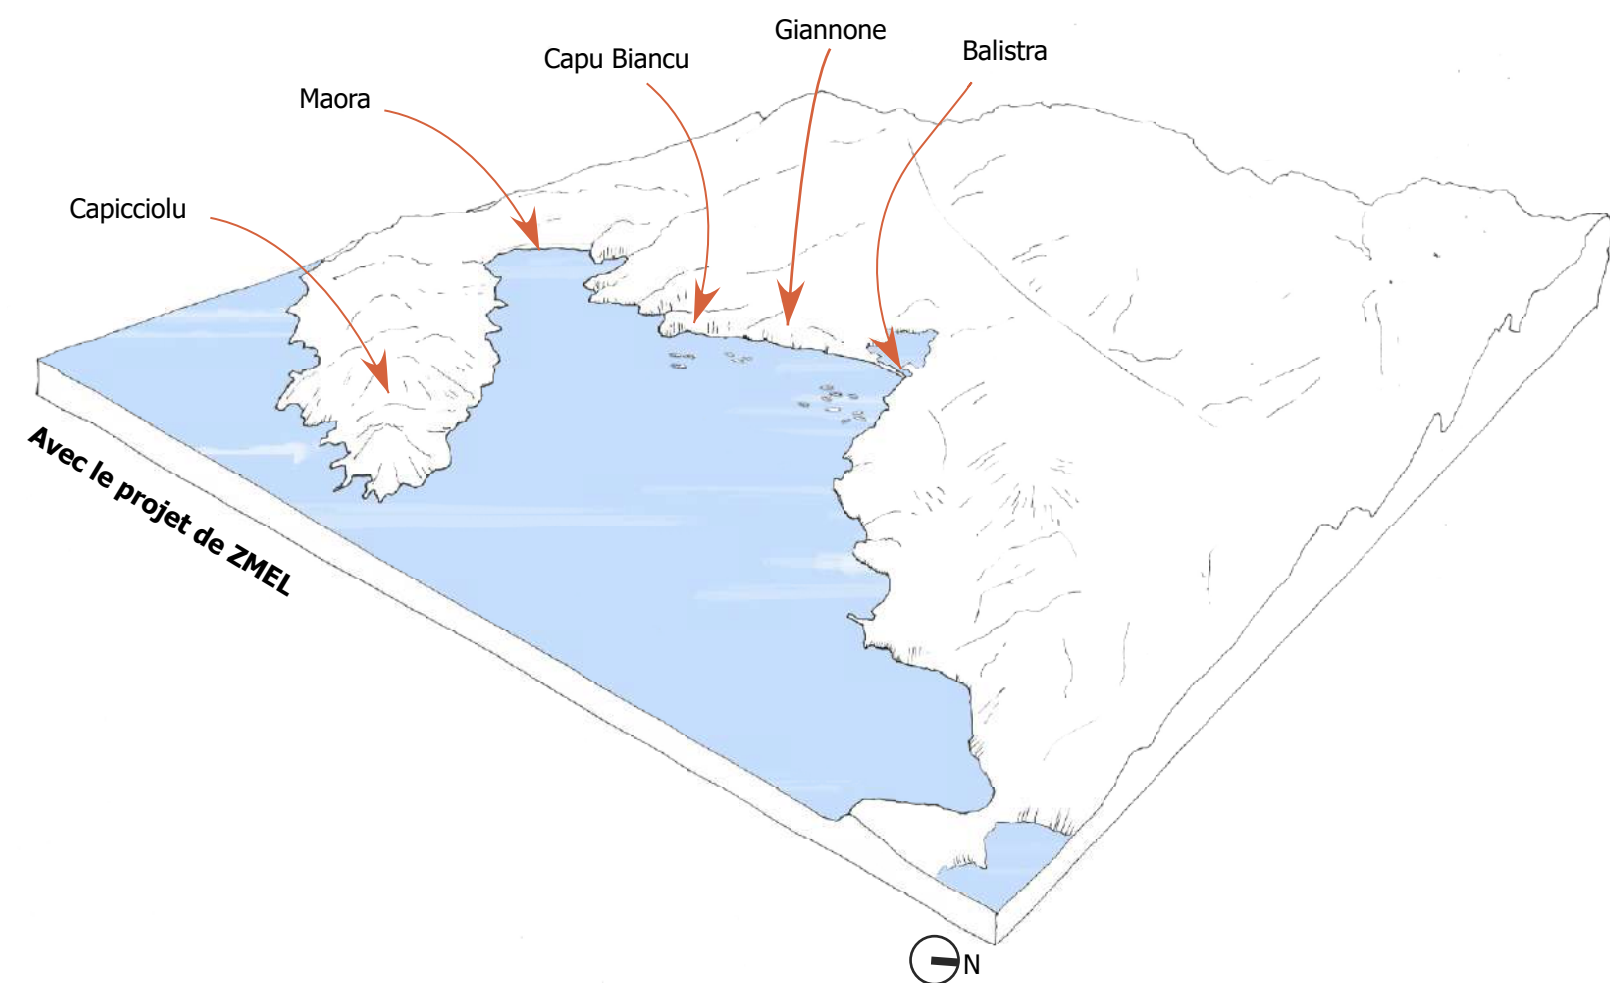 Giannone
Balistra
Capu Biancu
Maora
Capicciolu
Avec le projet de ZMEL
N